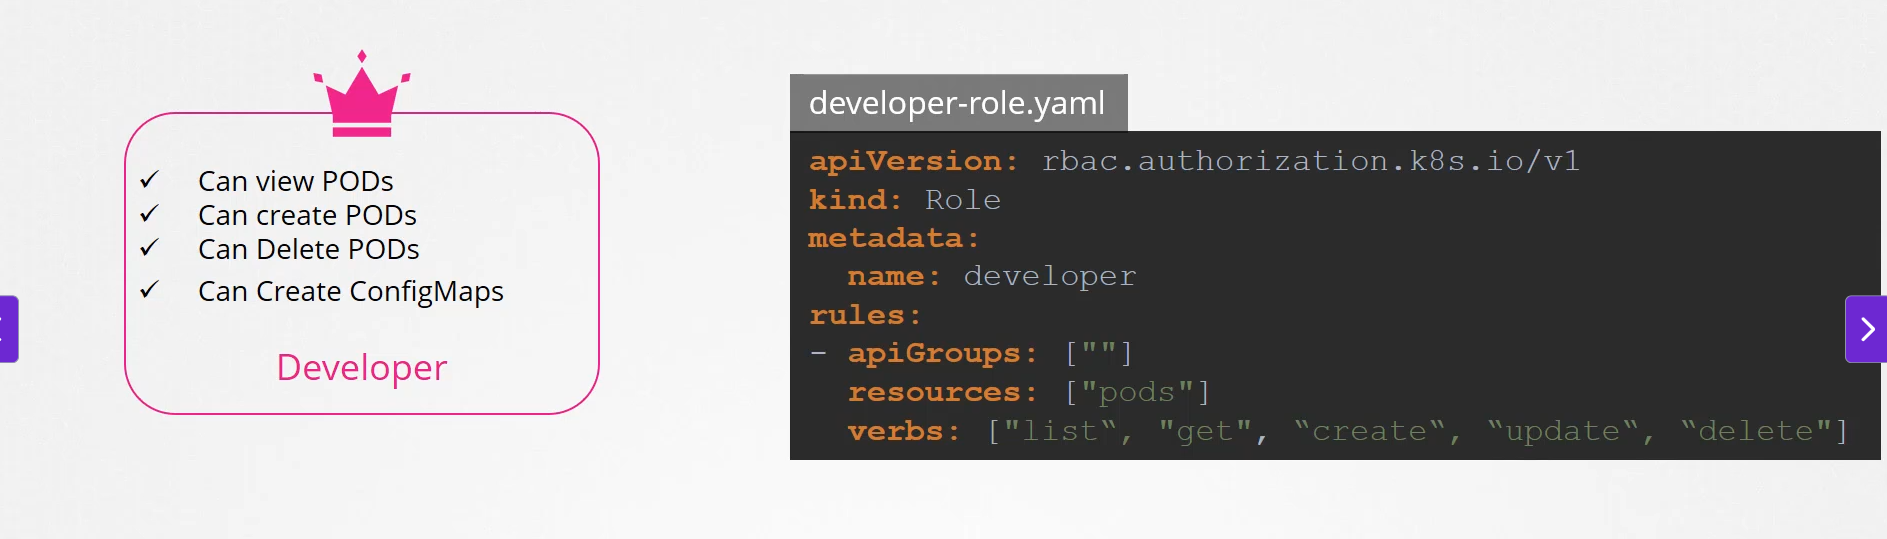 ✓ Can view PODs
✓ Can create PODs
✓ Can Delete PODs
✓ Can Create ConfigMaps
Developer
developer-role.yaml
apiVersion: rbac.authorization.k8s.io/v1
kind: Role
metadata:
  name: developer
rules:
- apiGroups: [""]
  resources: ["pods"]
  verbs: ["list“, "get", “create“, “update“, “delete"]